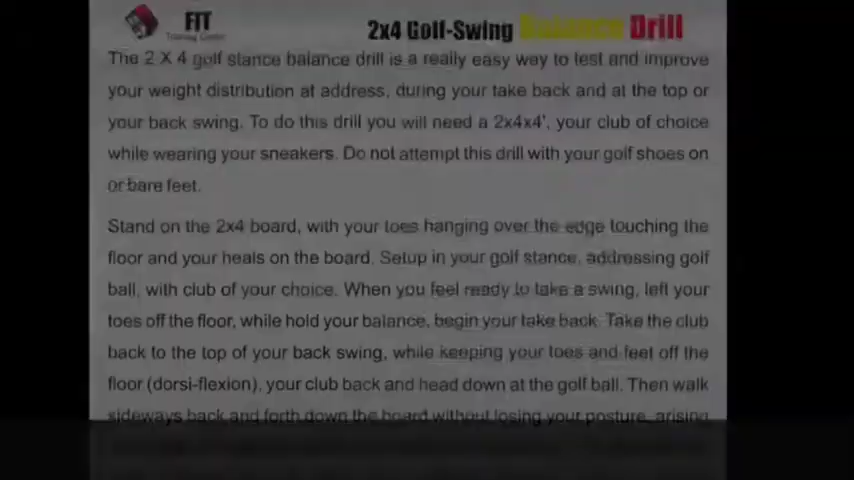 FIT
Training Center
2x4 Golf-Swing Balance Drill
The 2 X 4 golf stance balance drill is a really easy way to test and improve
your weight distribution at address, during your take back and at the top or
your back swing. To do this drill you will need a 2x4x4', your club of choice
while wearing your sneakers. Do not attempt this drill with your golf shoes on
or bare feet.
Stand on the 2x4 board, with your toes hanging over the edge touching the
floor and your heals on the board. Setup in your golf stance, addressing golf
ball, with club of your choice. When you feel ready to take a swing, left your
toes off the floor, while hold your balance, begin your take back. Take the club
back to the top of your back swing, while keeping your toes and feet off the
floor (dorsi-flexion), your club back and head down at the golf ball. Then walk
sideways back and forth down the board without losing your posture, arising